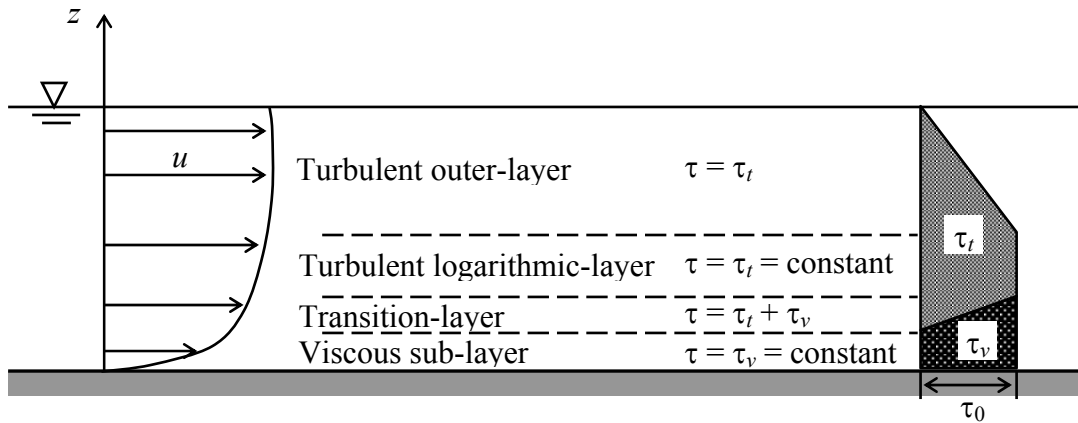 z
u
Turbulent outer-layer τ = τt
Turbulent logarithmic-layer τ = τt = constant
Transition-layer τ = τt + τv
Viscous sub-layer τ = τv = constant
τt
τv
τ0